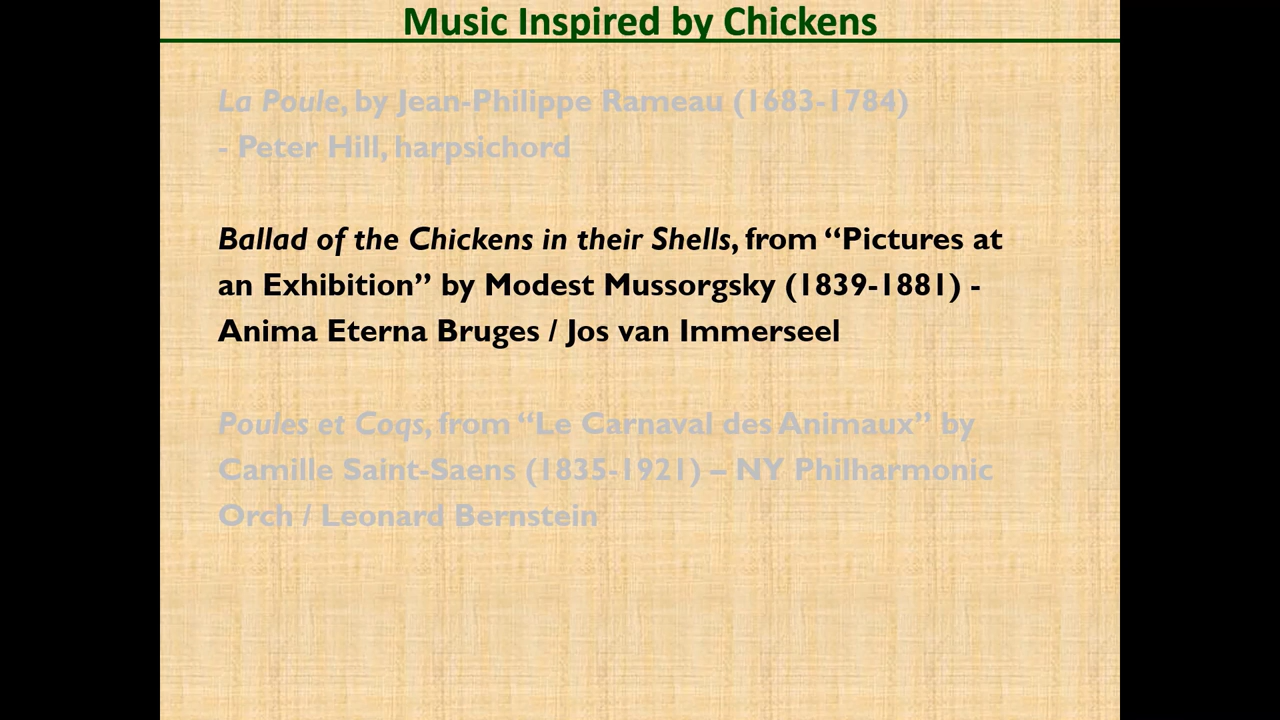 Music Inspired by Chickens
La Poule, by Jean-Philippe Rameau (1683-1784)
- Peter Hill, harpsichord
Ballad of the Chickens in their Shells, from “Pictures at
an Exhibition” by Modest Mussorgsky (1839-1881) -
Anima Eterna Bruges / Jos van Immerseel
Poules et Coqs, from “Le Carnaval des Animaux” by
Camille Saint-Saens (1835-1921) – NY Philharmonic
Orch / Leonard Bernstein